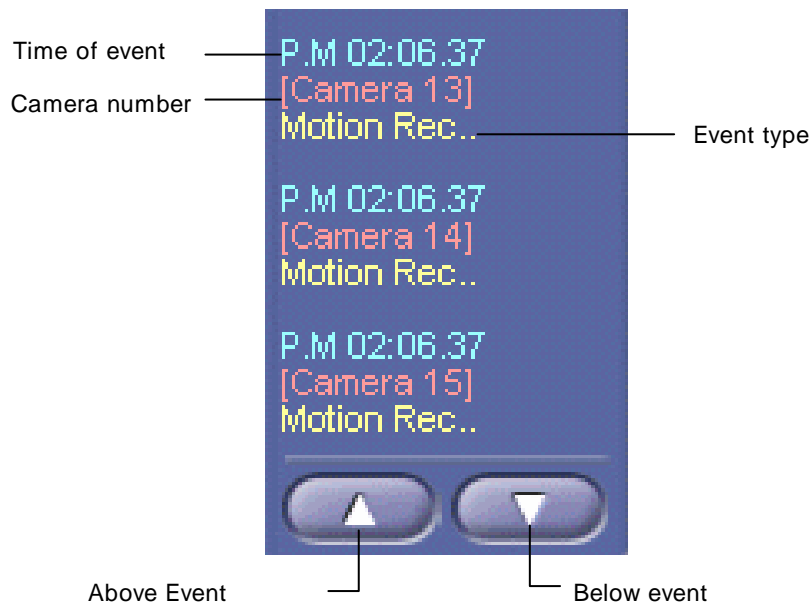 Time of event
P.M 02:06.37
Camera number
[Camera 13]
Motion Rec..
Event type
P.M 02:06.37
[Camera 14]
Motion Rec..
P.M 02:06.37
[Camera 15]
Motion Rec..
Above Event
Below event